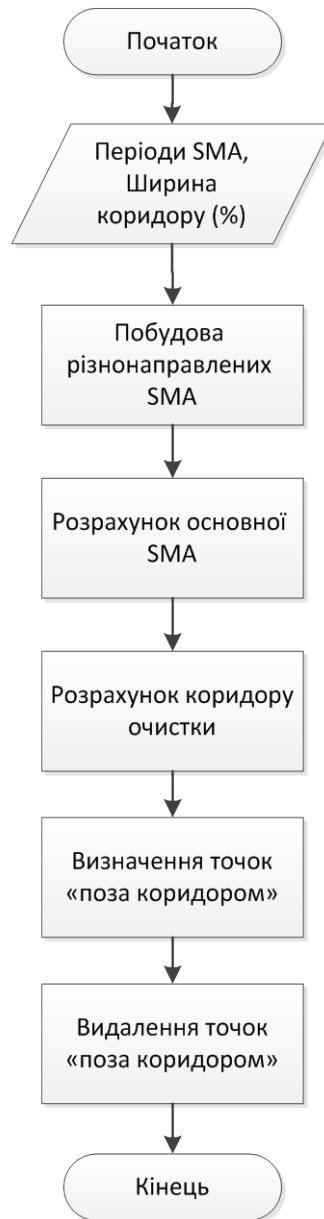 Початок
Періоди SMA,
Ширина
коридору (%)
Побудова
різнонаправлених
SMA
Розрахунок основної
SMA
Розрахунок коридору
очистки
Визначення точок
«поза коридором»
Видалення точок
«поза коридором»
Кінець